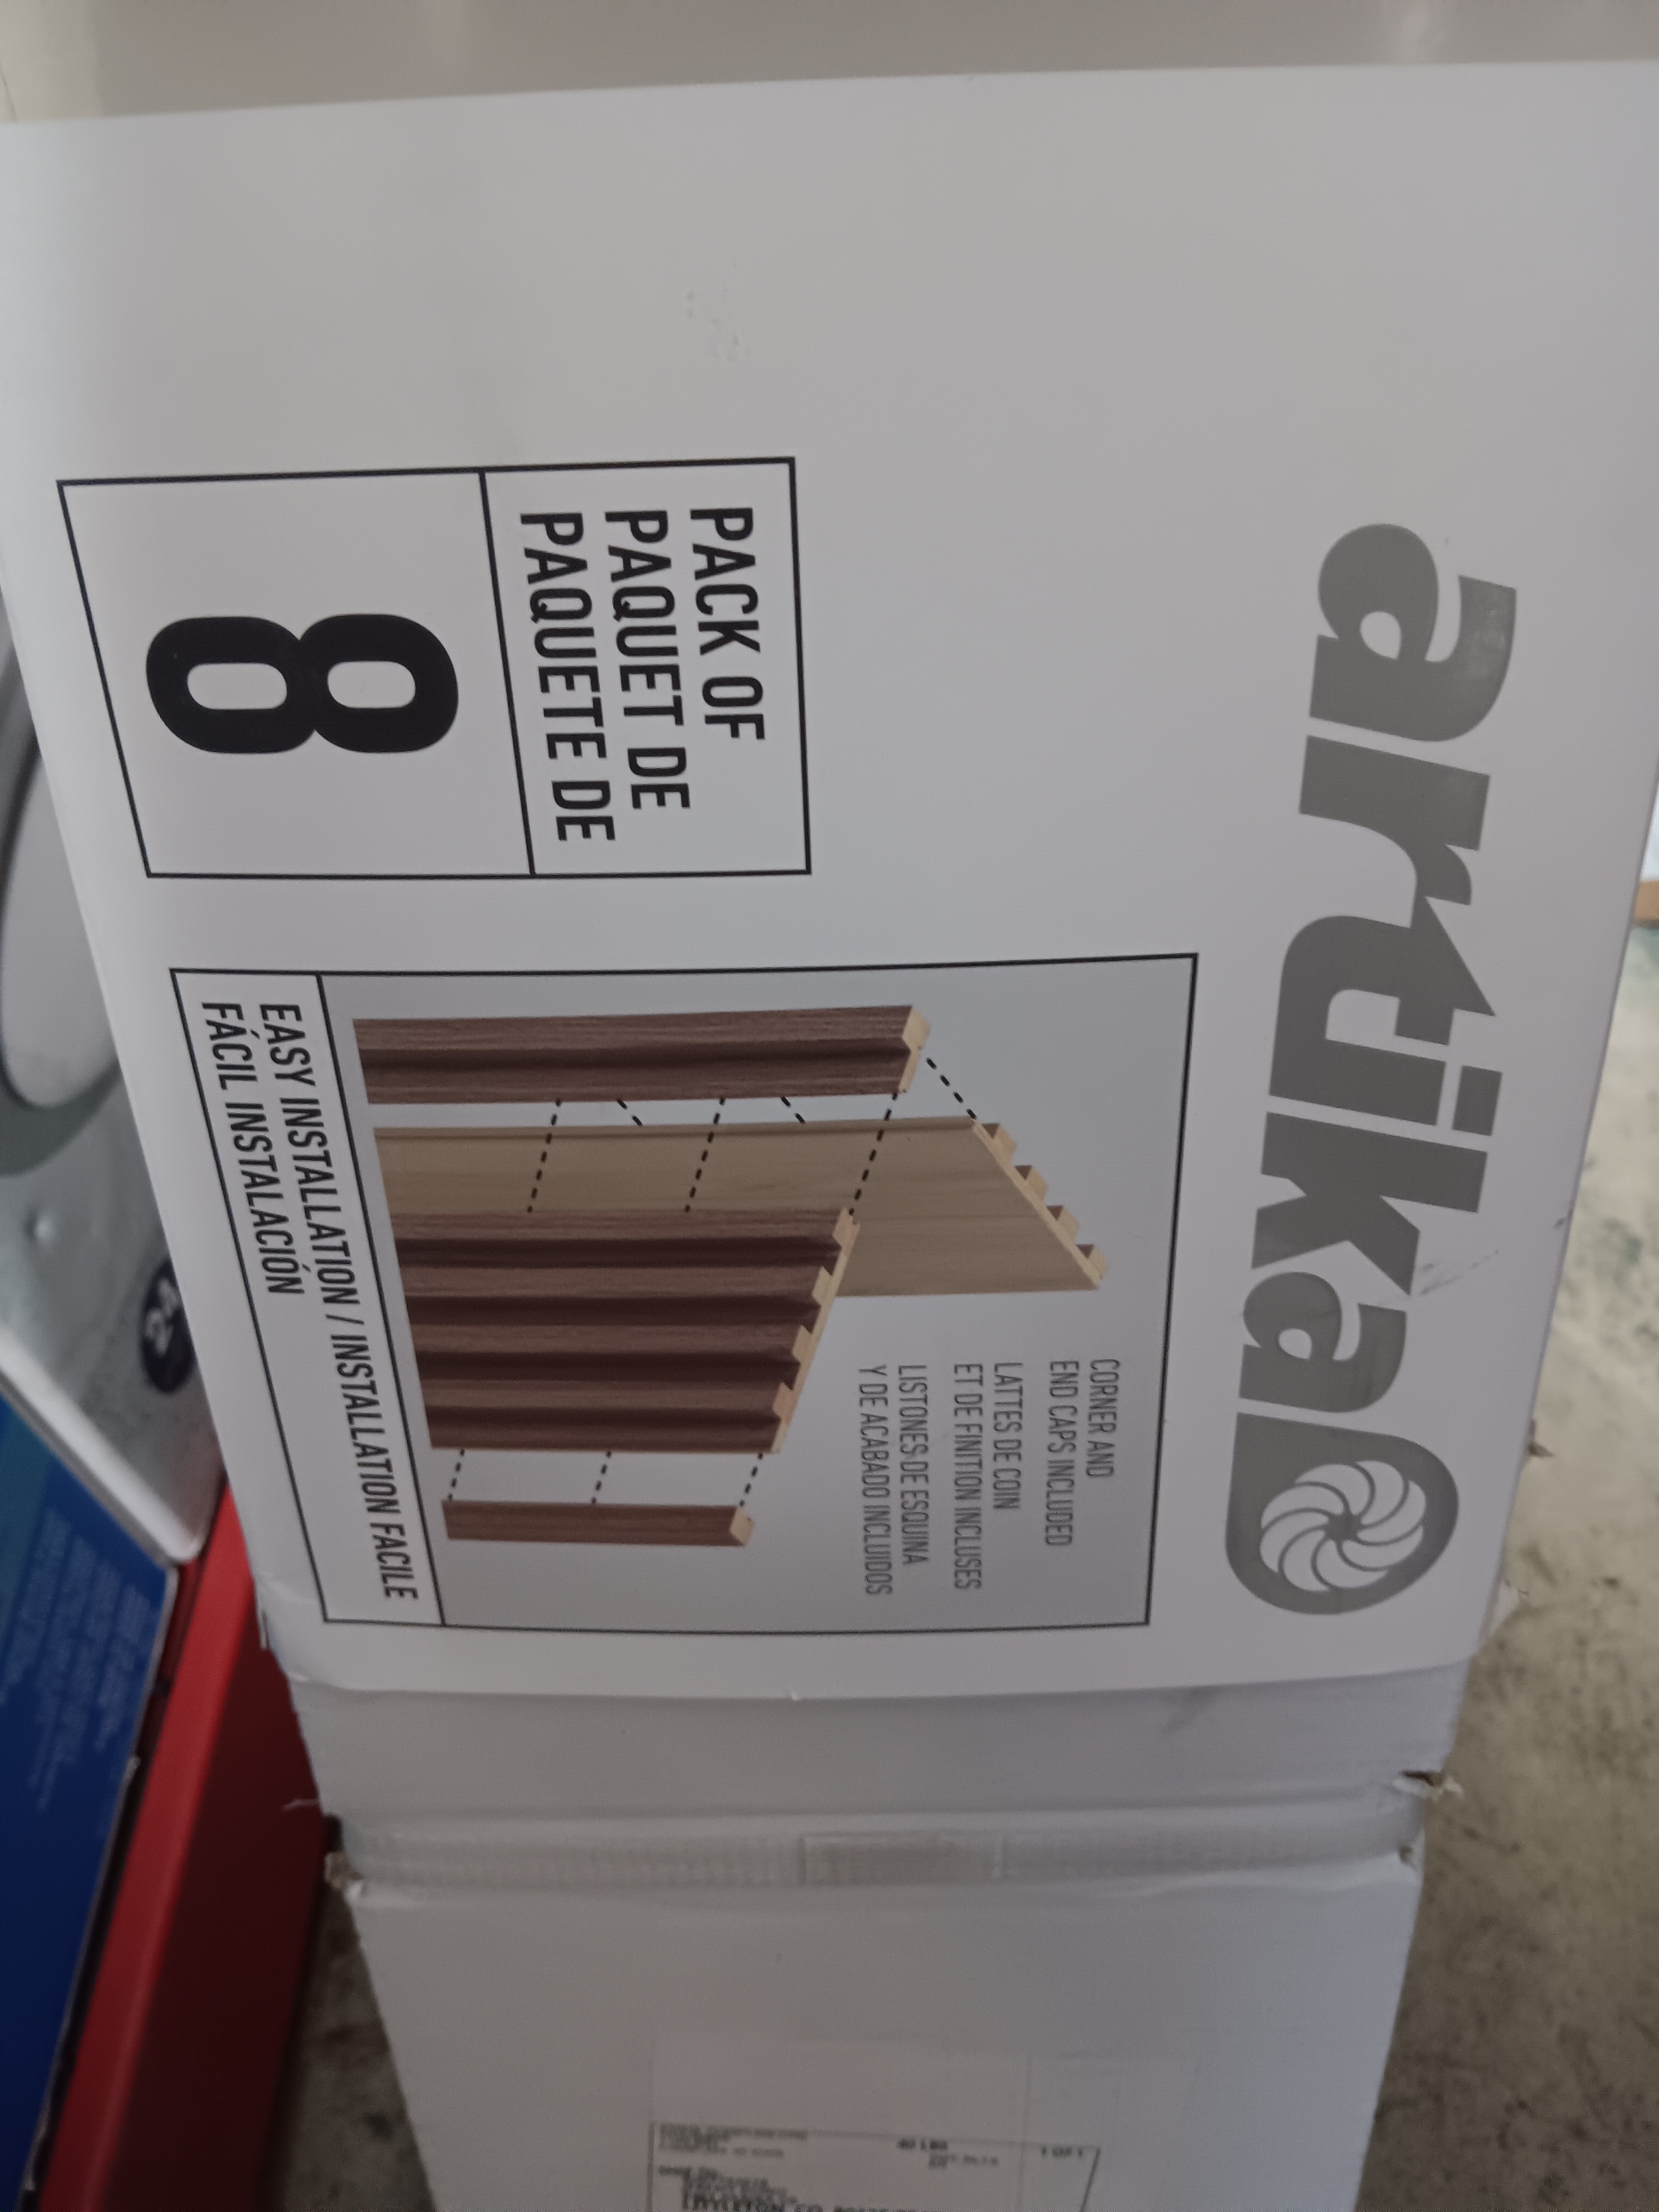 artika
PACK OF
PAQUET DE
PAQUETE DE
8
CORNER AND
END CAPS INCLUDED
LATTES DE COIN
ET DE FINITION INCLUSES
LISTONES DE ESQUINA
Y DE ACABADO INCLUIDOS
EASY INSTALLATION / INSTALLATION FACILE
FÁCIL INSTALACIÓN